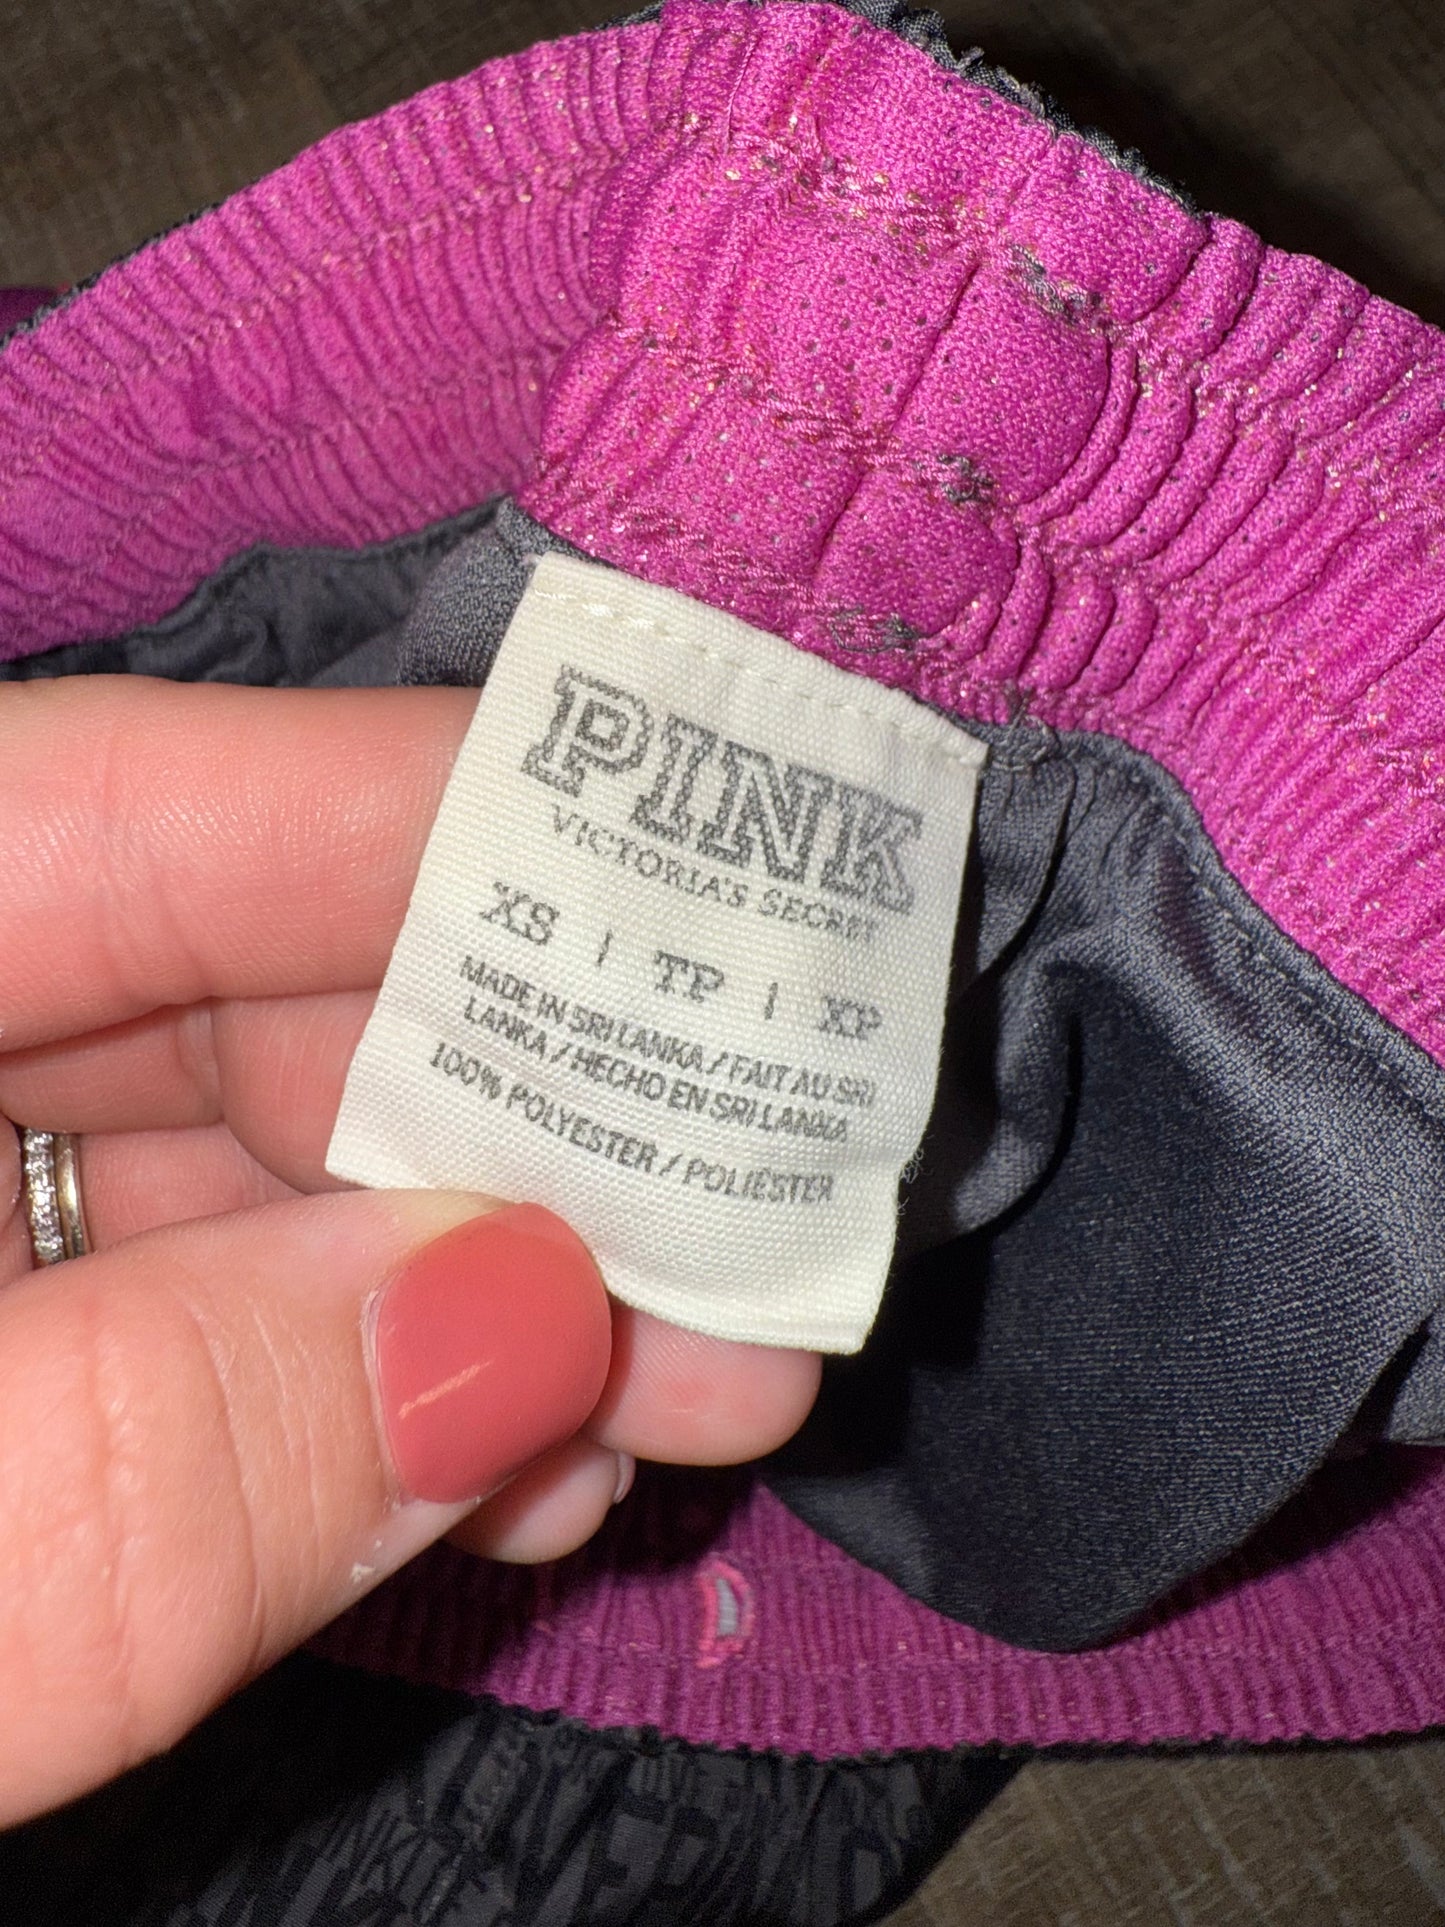 PINK
VICTORIA'S SECRET
XS | TP | XP
MADE IN SRI LANKA / FAIT AU SRI
LANKA / HECHO EN SRI LANKA
100% POLYESTER / POLIÉSTER